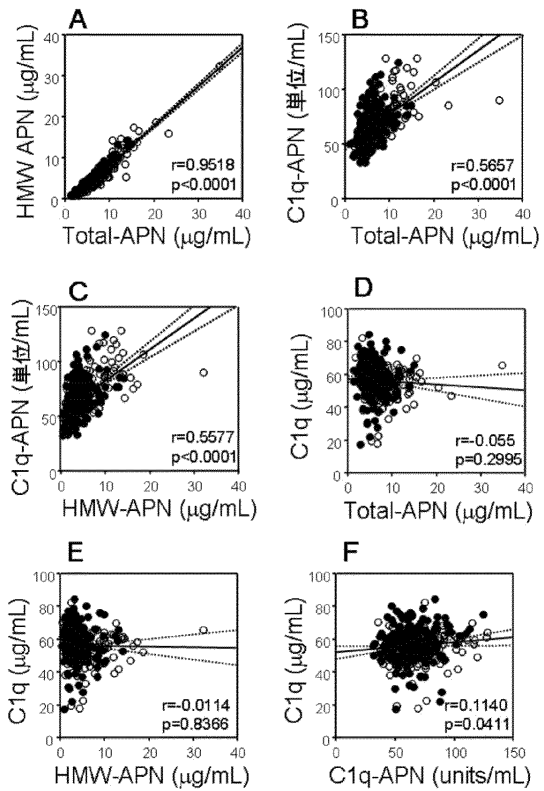 A
HMW APN (μg/mL)
40
30
20
10
0
r=0.9518
p<0.0001
0 10 20 30 40
Total-APN (μg/mL)
B
C1q-APN (単位/mL)
150
100
50
0
r=0.5657
p<0.0001
0 10 20 30 40
Total-APN (μg/mL)
C
C1q-APN (単位/mL)
150
100
50
0
r=0.5577
p<0.0001
0 10 20 30 40
HMW-APN (μg/mL)
D
C1q (μg/mL)
100
80
60
40
20
0
r=-0.055
p=0.2995
0 10 20 30 40
Total-APN (μg/mL)
E
C1q (μg/mL)
100
80
60
40
20
0
r=-0.0114
p=0.8366
0 10 20 30 40
HMW-APN (μg/mL)
F
C1q (μg/mL)
100
80
60
40
20
0
r=0.1140
p=0.0411
0 50 100 150
C1q-APN (units/mL)